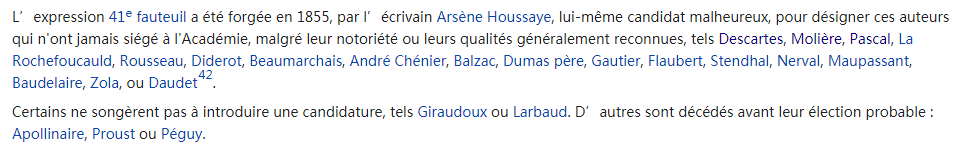 L’expression 41e fauteuil a été forgée en 1855, par l’écrivain Arsène Houssaye, lui-même candidat malheureux, pour désigner ces auteurs
qui n'ont jamais siégé à l'Académie, malgré leur notoriété ou leurs qualités généralement reconnues, tels Descartes, Molière, Pascal, La
Rochefoucauld, Rousseau, Diderot, Beaumarchais, André Chénier, Balzac, Dumas père, Gautier, Flaubert, Stendhal, Nerval, Maupassant,
Baudelaire, Zola, ou Daudet42.
Certains ne songèrent pas à introduire une candidature, tels Giraudoux ou Larbaud. D’autres sont décédés avant leur élection probable :
Apollinaire, Proust ou Péguy.